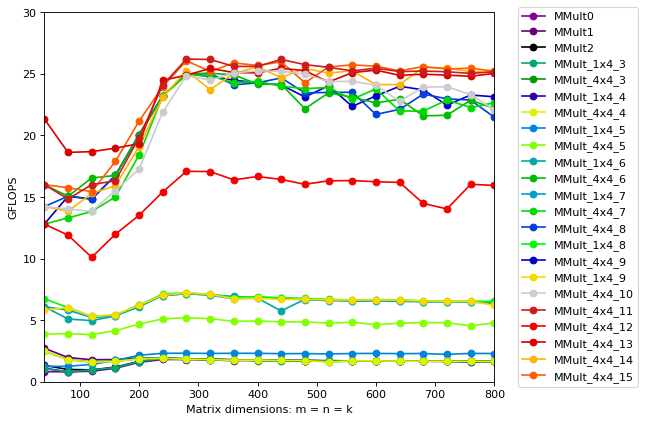 30
25
20
15
10
5
0
GFLOPS
100
200
300
400
500
600
700
800
Matrix dimensions: m = n = k
MMult0
MMult1
MMult2
MMult_1x4_3
MMult_4x4_3
MMult_1x4_4
MMult_4x4_4
MMult_1x4_5
MMult_4x4_5
MMult_1x4_6
MMult_4x4_6
MMult_1x4_7
MMult_4x4_7
MMult_4x4_8
MMult_1x4_8
MMult_4x4_9
MMult_1x4_9
MMult_4x4_10
MMult_4x4_11
MMult_4x4_12
MMult_4x4_13
MMult_4x4_14
MMult_4x4_15